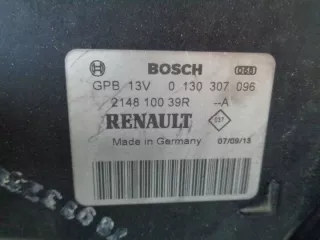 BOSCH
GPB 13V 0 130 307 096
2148 100 39R --A
RENAULT
Made in Germany 07/09/15